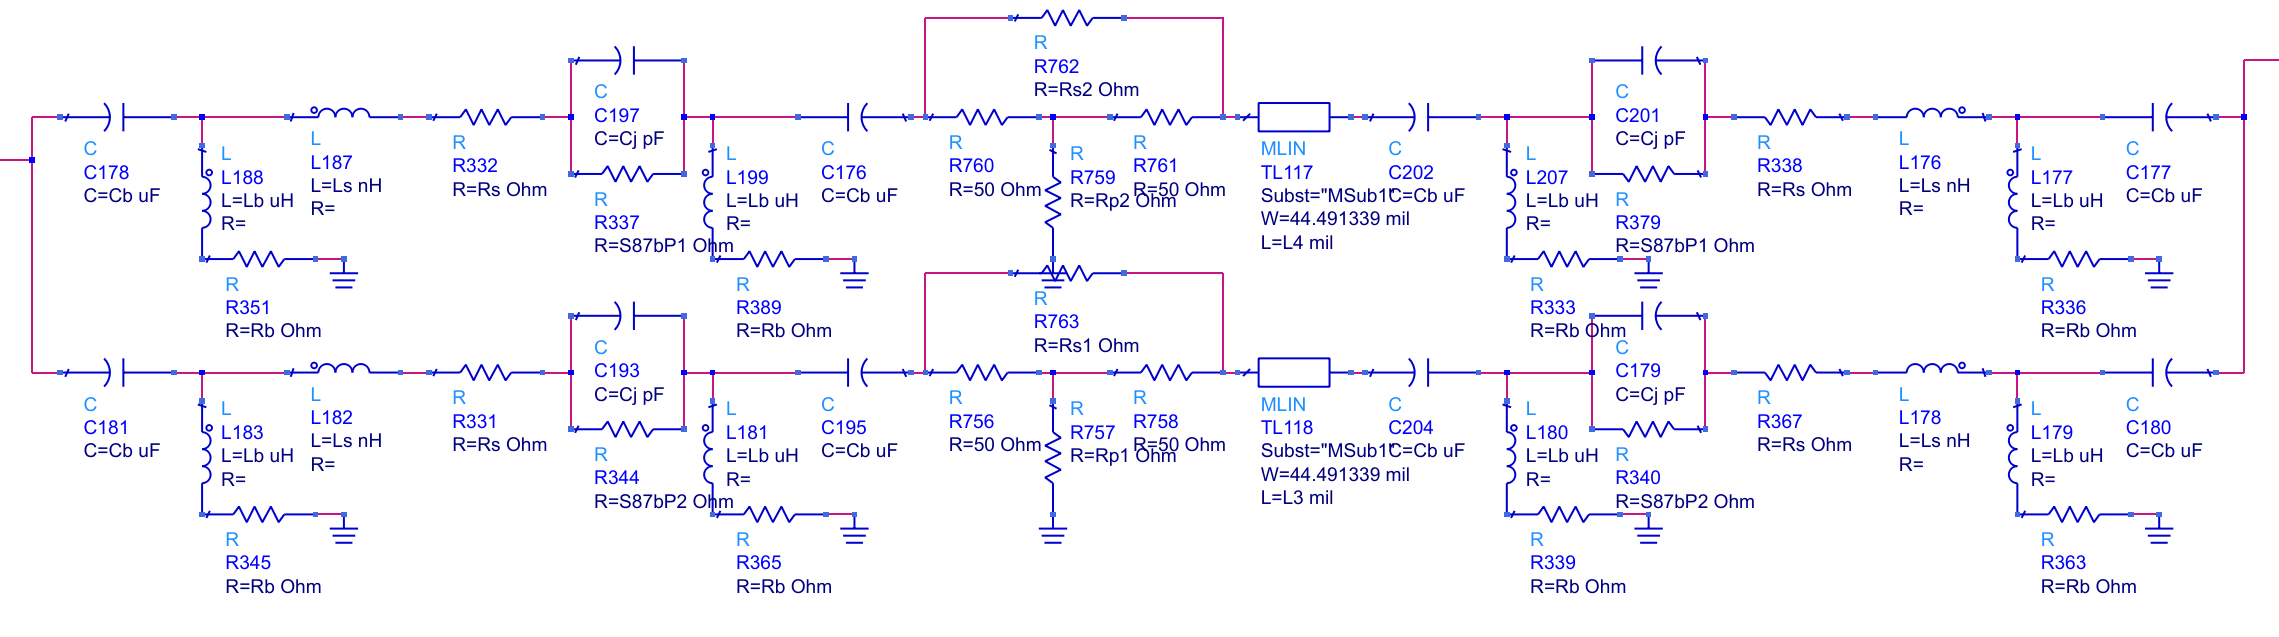 R
R762
R=Rs2 Ohm
C
C197
C=Cj pF
C
C201
C=Cj pF
C
C178
C=Cb uF
L
L188
L=Lb uH
R=
L
L187
L=Ls nH
R=
R
R332
R=Rs Ohm
R
R337
R=S87bP1 Ohm
L
L199
L=Lb uH
R=
C
C176
C=Cb uF
R
R760
R=50 Ohm
R
R759
R=Rp2 Ohm
R
R761
R=50 Ohm
MLIN
TL117
Subst="MSub1"
W=44.491339 mil
L=L4 mil
C
C202
C=Cb uF
L
L207
L=Lb uH
R=
R
R379
R=S87bP1 Ohm
R
R338
R=Rs Ohm
L
L176
L=Ls nH
R=
L
L177
L=Lb uH
R=
C
C177
C=Cb uF
R
R351
R=Rb Ohm
R
R389
R=Rb Ohm
R
R763
R=Rs1 Ohm
R
R333
R=Rb Ohm
R
R336
R=Rb Ohm
C
C193
C=Cj pF
C
C179
C=Cj pF
C
C181
C=Cb uF
L
L183
L=Lb uH
R=
L
L182
L=Ls nH
R=
R
R331
R=Rs Ohm
R
R344
R=S87bP2 Ohm
L
L181
L=Lb uH
R=
C
C195
C=Cb uF
R
R756
R=50 Ohm
R
R757
R=Rp1 Ohm
R
R758
R=50 Ohm
MLIN
TL118
Subst="MSub1"
W=44.491339 mil
L=L3 mil
C
C204
C=Cb uF
L
L180
L=Lb uH
R=
R
R340
R=S87bP2 Ohm
R
R367
R=Rs Ohm
L
L178
L=Ls nH
R=
L
L179
L=Lb uH
R=
C
C180
C=Cb uF
R
R345
R=Rb Ohm
R
R365
R=Rb Ohm
R
R339
R=Rb Ohm
R
R363
R=Rb Ohm